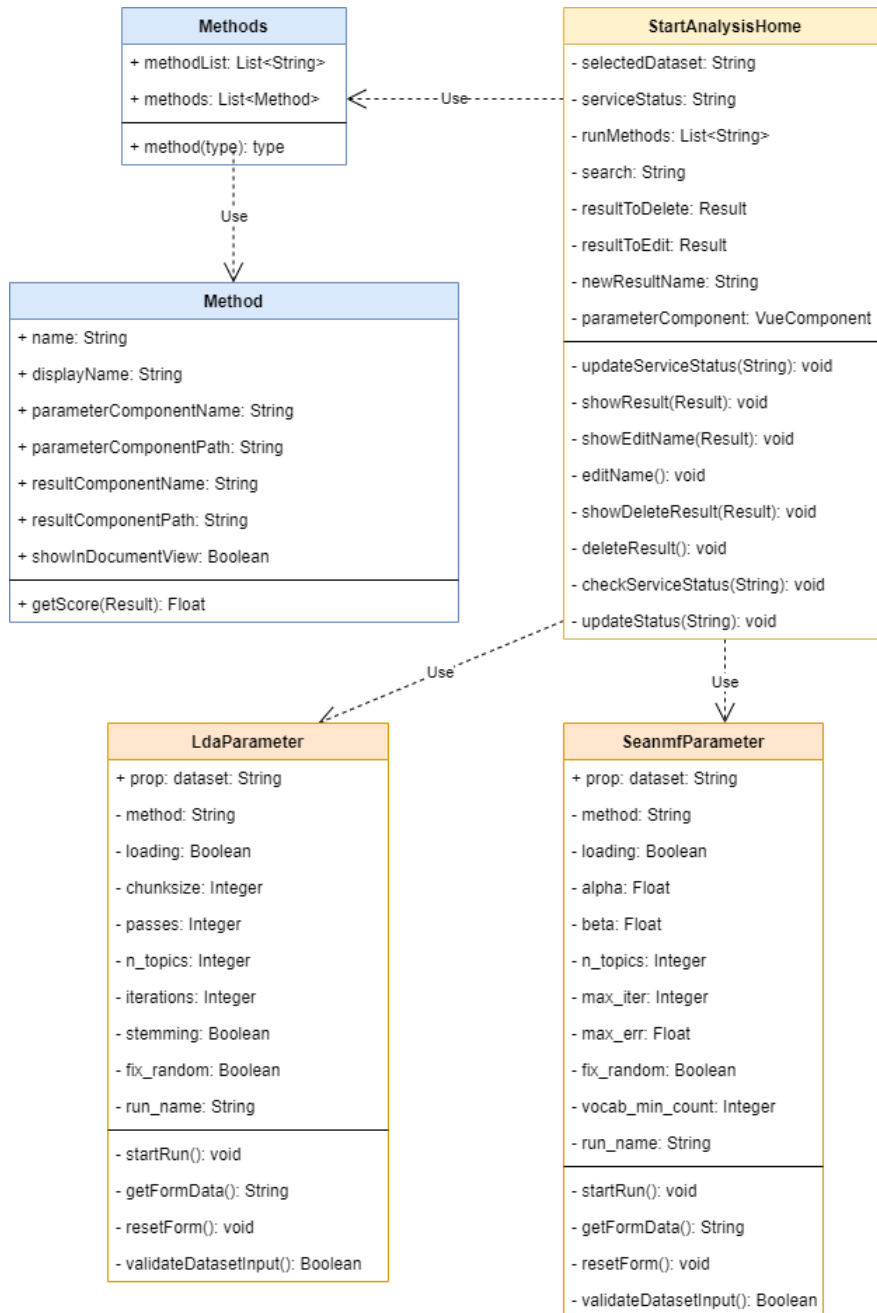 Methods
+ methodList: List<String>
+ methods: List<Method>
+ method(type): type
StartAnalysisHome
- selectedDataset: String
- serviceStatus: String
- runMethods: List<String>
- search: String
- resultToDelete: Result
- resultToEdit: Result
- newResultName: String
- parameterComponent: VueComponent
- updateServiceStatus(String): void
- showResult(Result): void
- showEditName(Result): void
- editName(): void
- showDeleteResult(Result): void
- deleteResult(): void
- checkServiceStatus(String): void
- updateStatus(String): void
Use
Use
Method
+ name: String
+ displayName: String
+ parameterComponentName: String
+ parameterComponentPath: String
+ resultComponentName: String
+ resultComponentPath: String
+ showInDocumentView: Boolean
+ getScore(Result): Float
Use
Use
LdaParameter
+ prop: dataset: String
- method: String
- loading: Boolean
- chunksize: Integer
- passes: Integer
- n_topics: Integer
- iterations: Integer
- stemming: Boolean
- fix_random: Boolean
- run_name: String
- startRun(): void
- getFormData(): String
- resetForm(): void
- validateDatasetInput(): Boolean
SeanmfParameter
+ prop: dataset: String
- method: String
- loading: Boolean
- alpha: Float
- beta: Float
- n_topics: Integer
- max_iter: Integer
- max_err: Float
- fix_random: Boolean
- vocab_min_count: Integer
- run_name: String
- startRun(): void
- getFormData(): String
- resetForm(): void
- validateDatasetInput(): Boolean